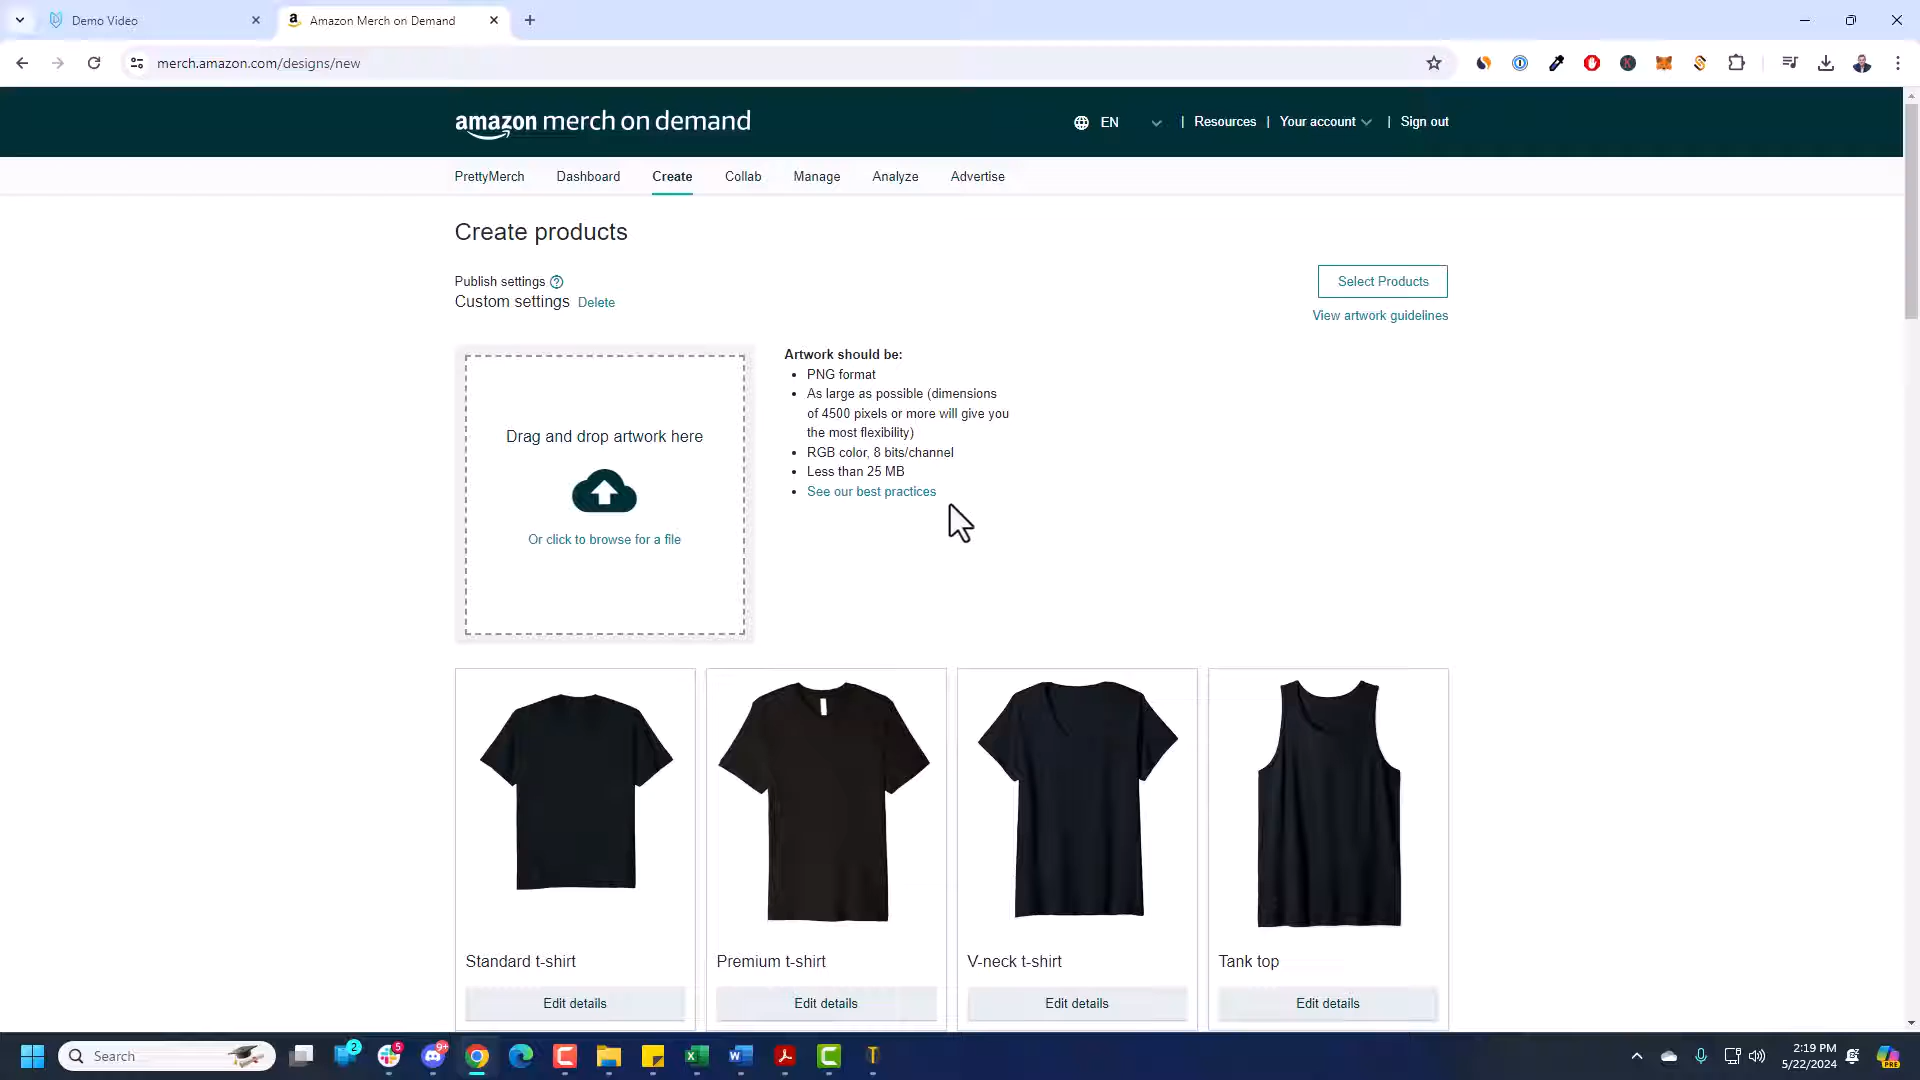 Demo Video
Amazon Merch on Demand
merch.amazon.com/designs/new
amazon merch on demand
EN
| Resources | Your account | Sign out
PrettyMerch Dashboard Create Collab Manage Analyze Advertise
Create products
Publish settings
Custom settings Delete
Select Products
View artwork guidelines
Drag and drop artwork here
Or click to browse for a file
Artwork should be:
PNG format
As large as possible (dimensions
of 4500 pixels or more will give you
the most flexibility)
RGB color, 8 bits/channel
Less than 25 MB
See our best practices
Standard t-shirt Premium t-shirt V-neck t-shirt Tank top
Edit details Edit details Edit details Edit details
Search
2
5
9+
2:19 PM
5/22/2024
PRE